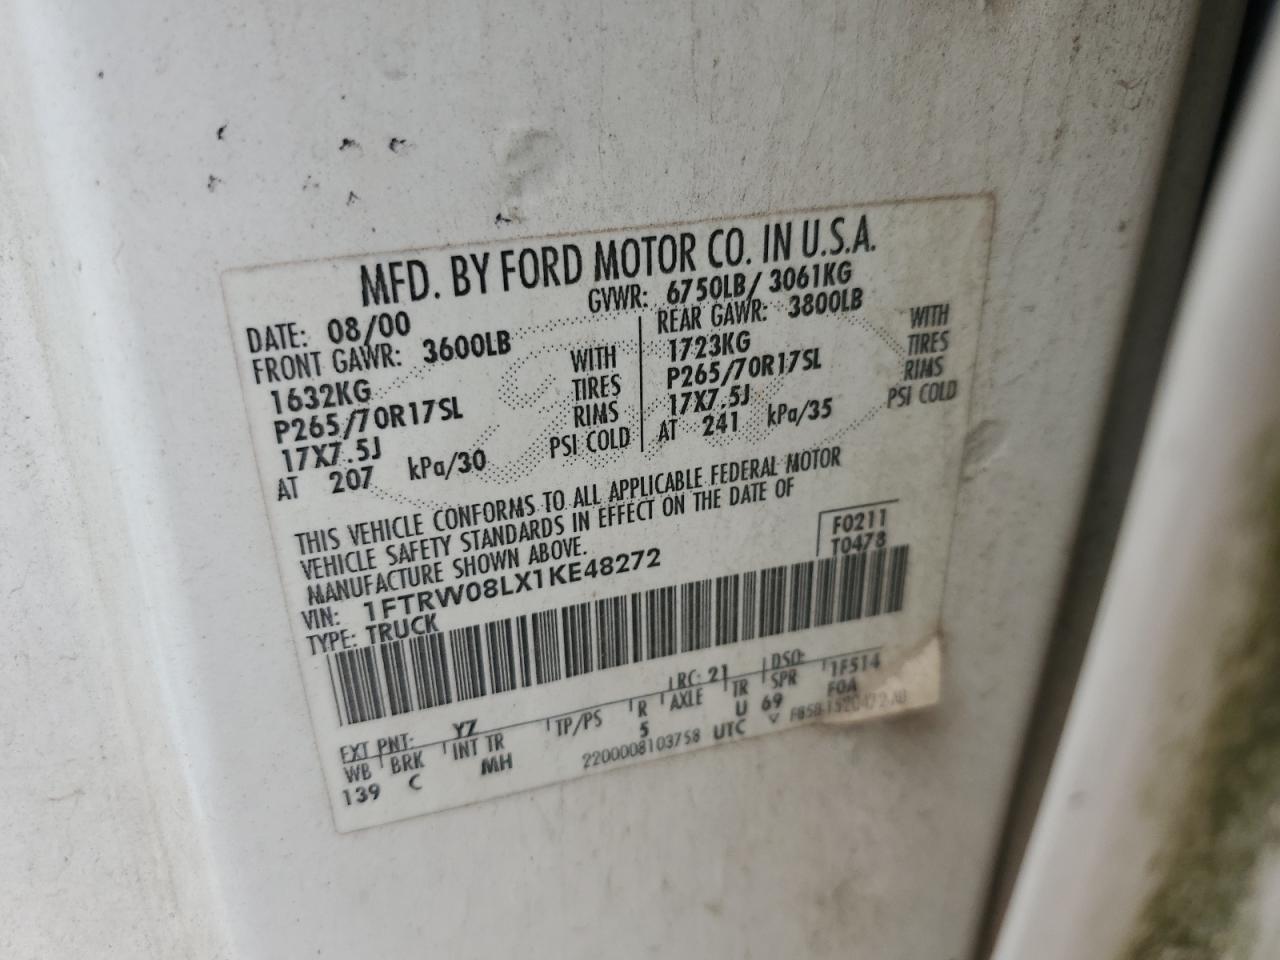 MFD. BY FORD MOTOR CO. IN U.S.A.
DATE: 08/00 GVWR: 6750LB/ 3061KG
FRONT GAWR: 3600LB REAR GAWR: 3800LB
1632KG WITH 1723KG WITH
P265/70R17SL TIRES P265/70R17SL TIRES
17X7.5J RIMS 17X7.5J RIMS
AT 207 kPa/30 PSI COLD AT 241 kPa/35 PSI COLD
THIS VEHICLE CONFORMS TO ALL APPLICABLE FEDERAL MOTOR
VEHICLE SAFETY STANDARDS IN EFFECT ON THE DATE OF
MANUFACTURE SHOWN ABOVE.
F0211
VIN: 1FTRW08LX1KE48272 T0478
TYPE: TRUCK
EXT PNT: YZ RC: 21 DSO:
WB BRK INT TR TP/PS R AXLE TR SPR 1F514
139 C MH 5 U 69 V F0A
2200008103758 UTC